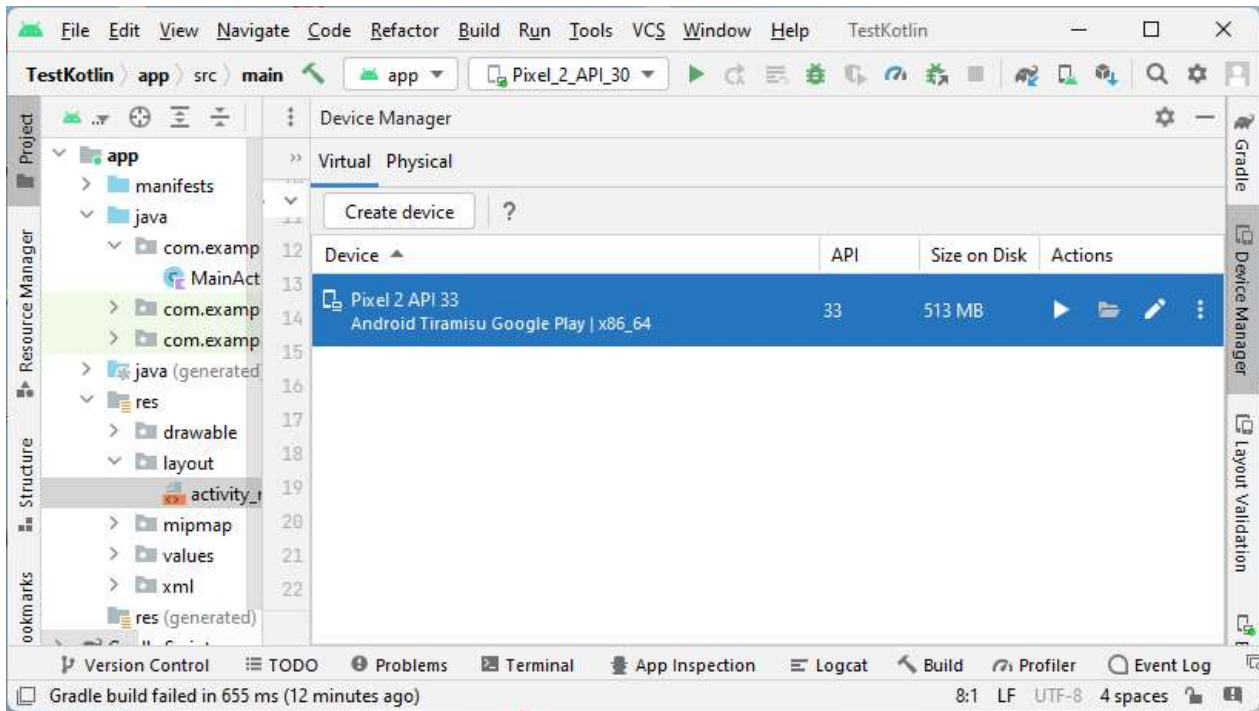 File Edit View Navigate Code Refactor Build Run Tools VCS Window Help TestKotlin
TestKotlin app src main app Pixel_2_API_30
Project
Resource Manager
Structure
ookmarks
app
manifests
java
com.examp
MainAct
com.examp
com.examp
java (generated
res
drawable
layout
activity_
mipmap
values
xml
res (generated)
12
13
14
15
16
17
18
19
20
21
22
Device Manager
Virtual Physical
Create device ?
Device API Size on Disk Actions
Pixel 2 API 33 33 513 MB
Android Tiramisu Google Play | x86_64
Gradle
Device Manager
Layout Validation
Version Control TODO Problems Terminal App Inspection Logcat Build Profiler Event Log
Gradle build failed in 655 ms (12 minutes ago) 8:1 LF UTF-8 4 spaces